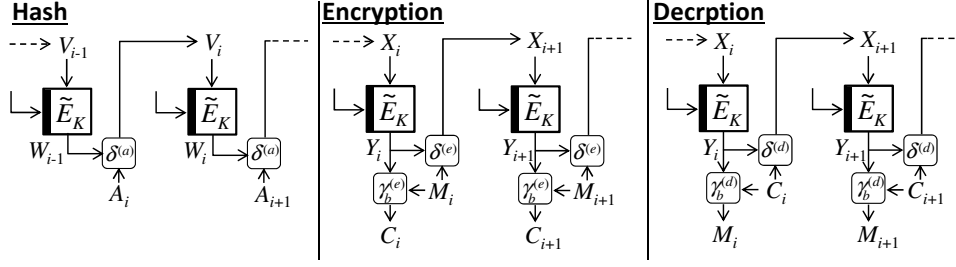 Hash Encryption Decrption
V_{i-1} V_i X_i X_{i+1} X_i X_{i+1}
Ẽ_K Ẽ_K Ẽ_K Ẽ_K Ẽ_K Ẽ_K
W_{i-1} δ^{(a)} W_i δ^{(a)} Y_i δ^{(e)} Y_{i+1} δ^{(e)} Y_i δ^{(d)} Y_{i+1} δ^{(d)}
A_i A_{i+1} γ_b^{(e)} M_i γ_b^{(e)} M_{i+1} γ_b^{(d)} C_i γ_b^{(d)} C_{i+1}
C_i C_{i+1} M_i M_{i+1}